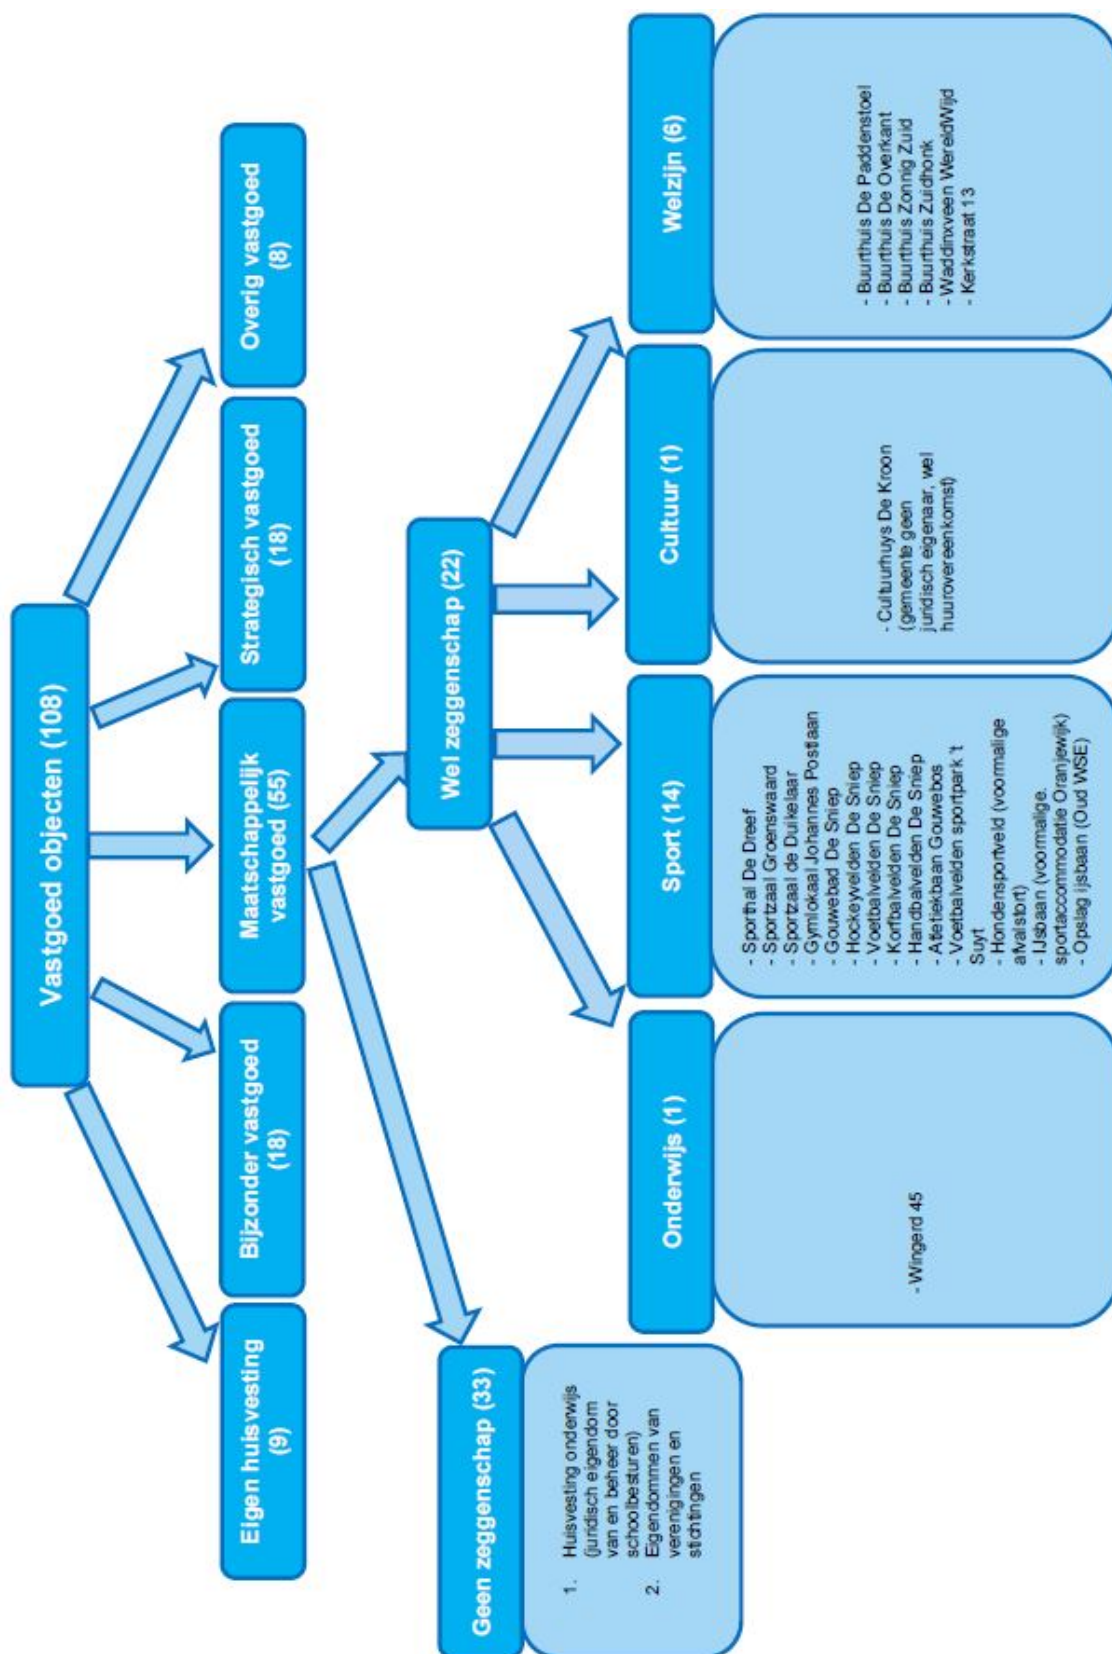 Vastgoed objecten (108)
Eigen huisvesting
(9)
Bijzonder vastgoed
(18)
Maatschappelijk
vastgoed (55)
Strategisch vastgoed
(18)
Overig vastgoed
(8)
Geen zeggenschap (33)
1. Huisvesting onderwijs
(juridisch eigendom
van en beheer door
schoolbesturen)
2. Eigendommen van
verenigingen en
stichtingen
Wel zeggenschap (22)
Onderwijs (1)
- Wingerd 45
Sport (14)
- Sporthal De Dreef
- Sportzaal Groenswaard
- Sportzaal de Duikelaar
- Gymlokaal Johannes Postlaan
- Gouwebad De Sniep
- Hockeyvelden De Sniep
- Voetbalvelden De Sniep
- Korfbalvelden De Sniep
- Handbalvelden De Sniep
- Atletiekbaan Gouwebos
- Voetbalvelden sportpark 't
Suyt
- Hondensportveld (voormalige
afvalstort)
- IJsbaan (voormalige.
sportaccommodatie Oranjewijk)
- Opslag ijsbaan (Oud WSE)
Cultuur (1)
- Cultuurhuys De Kroon
(gemeente geen
juridisch eigenaar, wel
huurovereenkomst)
Welzijn (6)
- Buurthuis De Paddenstoel
- Buurthuis De Overkant
- Buurthuis Zonnig Zuid
- Buurthuis Zuidhonk
- Waddinxveen WereldWijd
- Kerkstraat 13